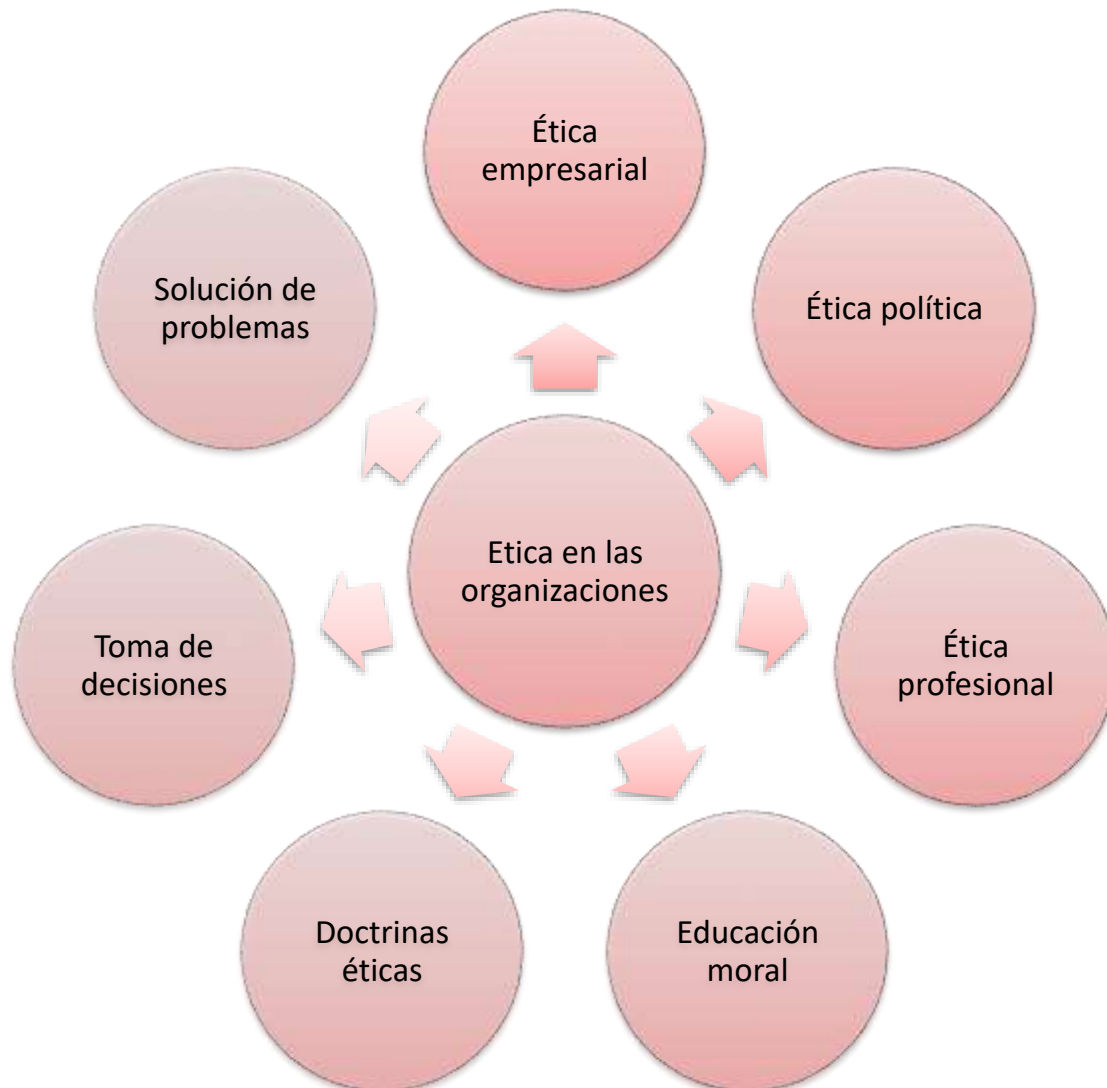 Ética
empresarial
Ética política
Ética
profesional
Educación
moral
Doctrinas
éticas
Toma de
decisiones
Solución de
problemas
Etica en las
organizaciones